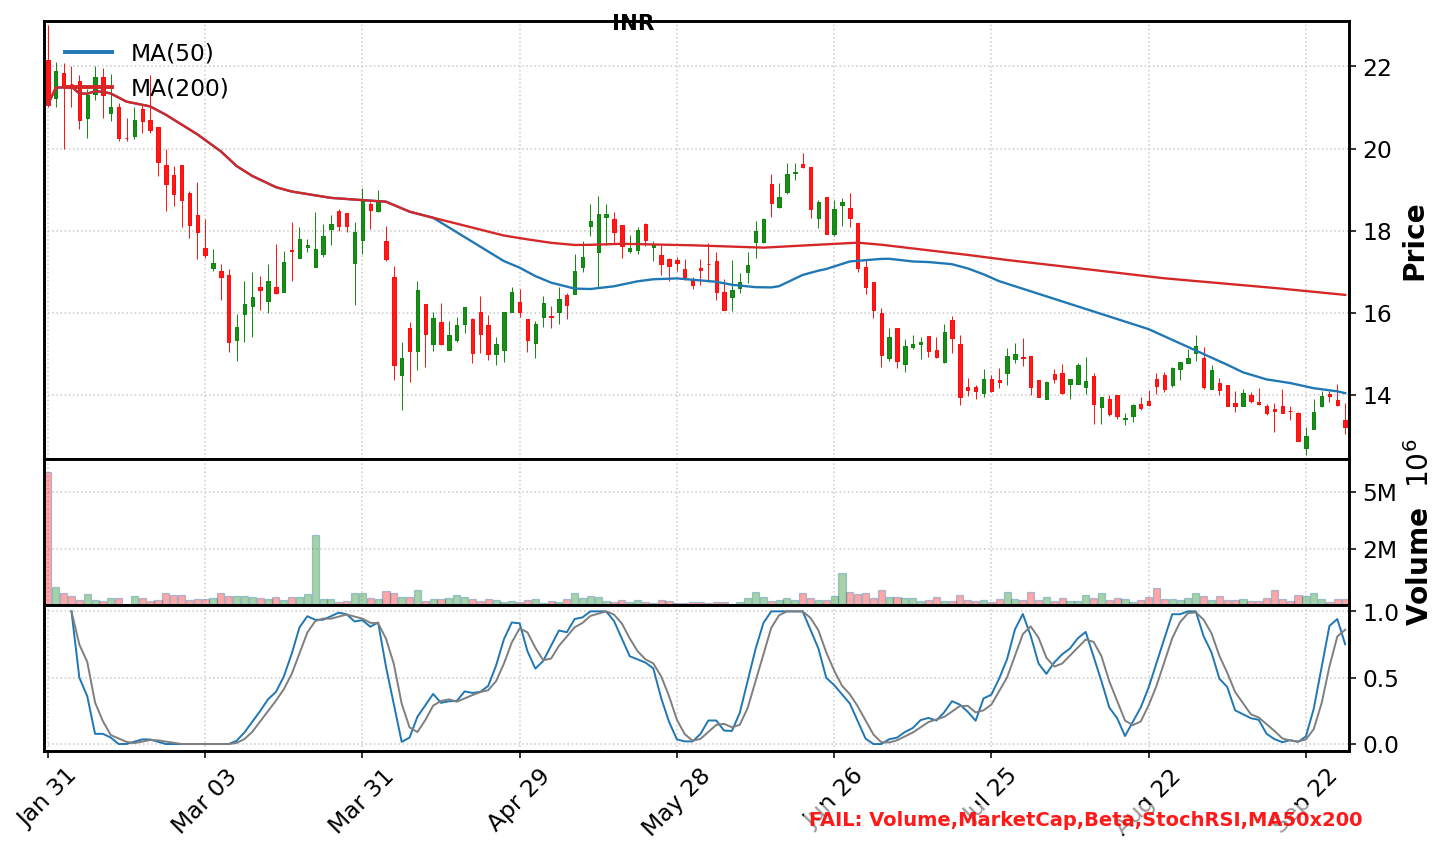 INR
MA(50)
MA(200)
22
20
18
16
14
Price
5M
2M
Volume 10^6
1.0
0.5
0.0
Jan 31
Mar 03
Mar 31
Apr 29
May 28
Jun 26
Jul 25
Aug 22
Sep 22
FAIL: Volume,MarketCap,Beta,StochRSI,MA50x200